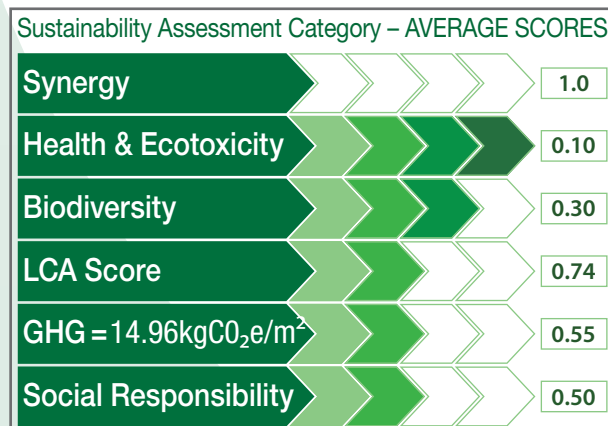 Sustainability Assessment Category – AVERAGE SCORES
Synergy 1.0
Health & Ecotoxicity 0.10
Biodiversity 0.30
LCA Score 0.74
GHG = 14.96kgC0₂e/m² 0.55
Social Responsibility 0.50